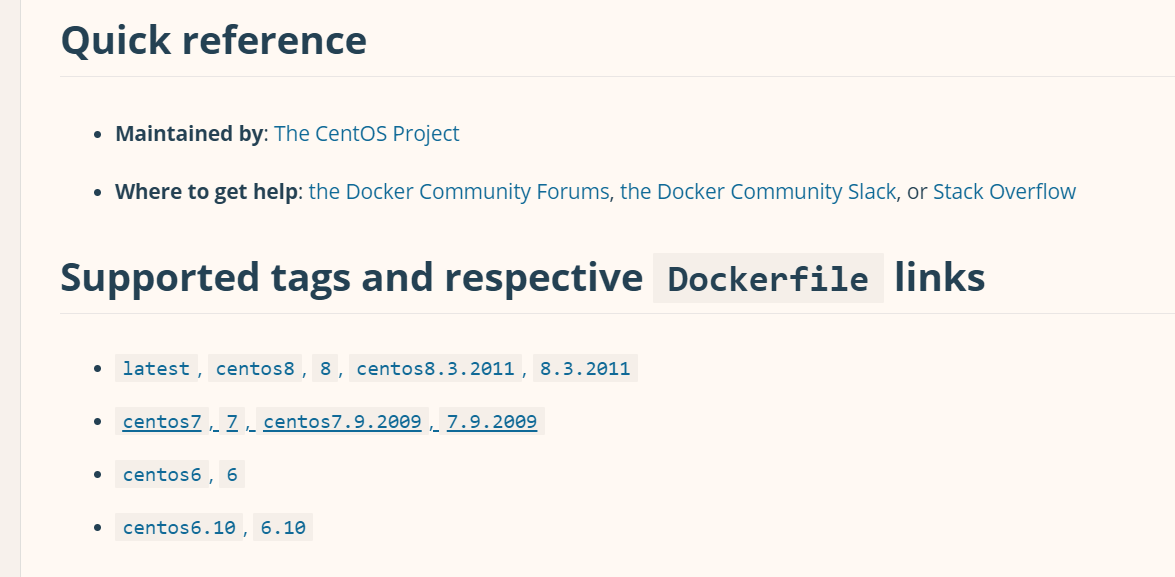 Quick reference
Maintained by: The CentOS Project
Where to get help: the Docker Community Forums, the Docker Community Slack, or Stack Overflow
Supported tags and respective Dockerfile links
latest, centos8, 8, centos8.3.2011, 8.3.2011
centos7, 7, centos7.9.2009, 7.9.2009
centos6, 6
centos6.10, 6.10